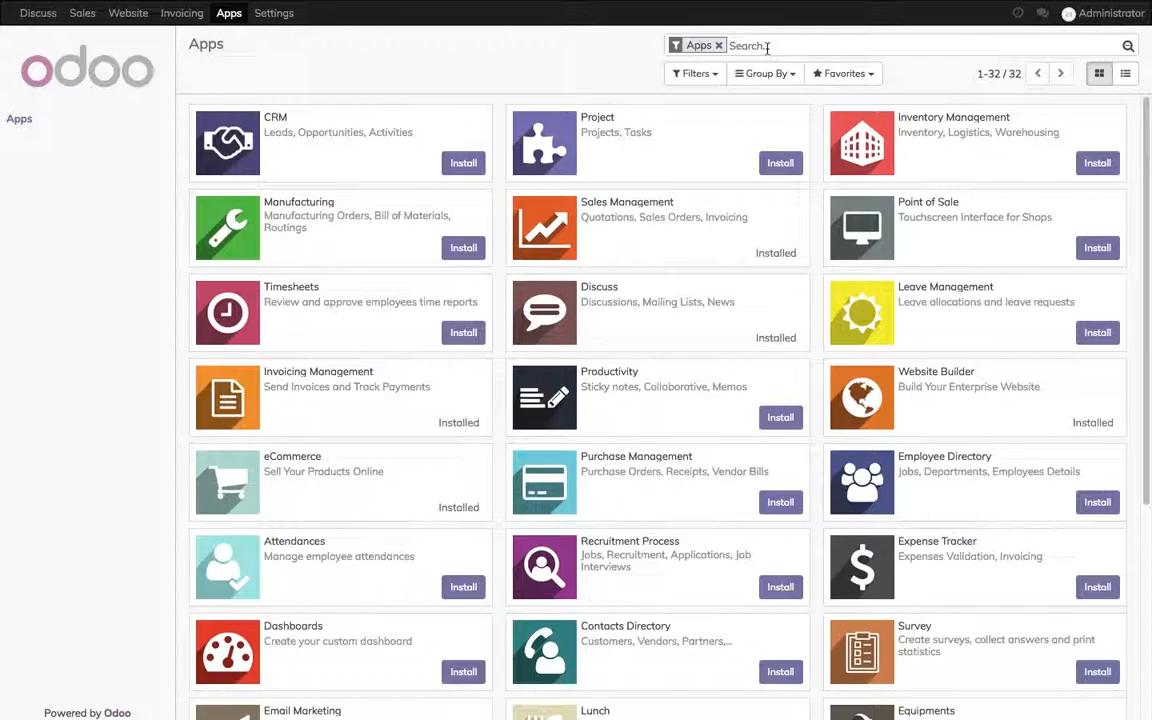 Discuss Sales Website Invoicing Apps Settings Administrator
odoo
Apps
Apps
Apps Search...
Filters Group By Favorites 1-32 / 32
CRM
Leads, Opportunities, Activities
Install
Project
Projects, Tasks
Install
Inventory Management
Inventory, Logistics, Warehousing
Install
Manufacturing
Manufacturing Orders, Bill of Materials,
Routings
Install
Sales Management
Quotations, Sales Orders, Invoicing
Installed
Point of Sale
Touchscreen Interface for Shops
Install
Timesheets
Review and approve employees time reports
Install
Discuss
Discussions, Mailing Lists, News
Installed
Leave Management
Leave allocations and leave requests
Install
Invoicing Management
Send Invoices and Track Payments
Installed
Productivity
Sticky notes, Collaborative, Memos
Install
Website Builder
Build Your Enterprise Website
Installed
eCommerce
Sell Your Products Online
Installed
Purchase Management
Purchase Orders, Receipts, Vendor Bills
Install
Employee Directory
Jobs, Departments, Employees Details
Install
Attendances
Manage employee attendances
Install
Recruitment Process
Jobs, Recruitment, Applications, Job
Interviews
Install
Expense Tracker
Expenses Validation, Invoicing
Install
Dashboards
Create your custom dashboard
Install
Contacts Directory
Customers, Vendors, Partners,...
Install
Survey
Create surveys, collect answers and print
statistics
Install
Email Marketing
Lunch
Equipments
Powered by Odoo